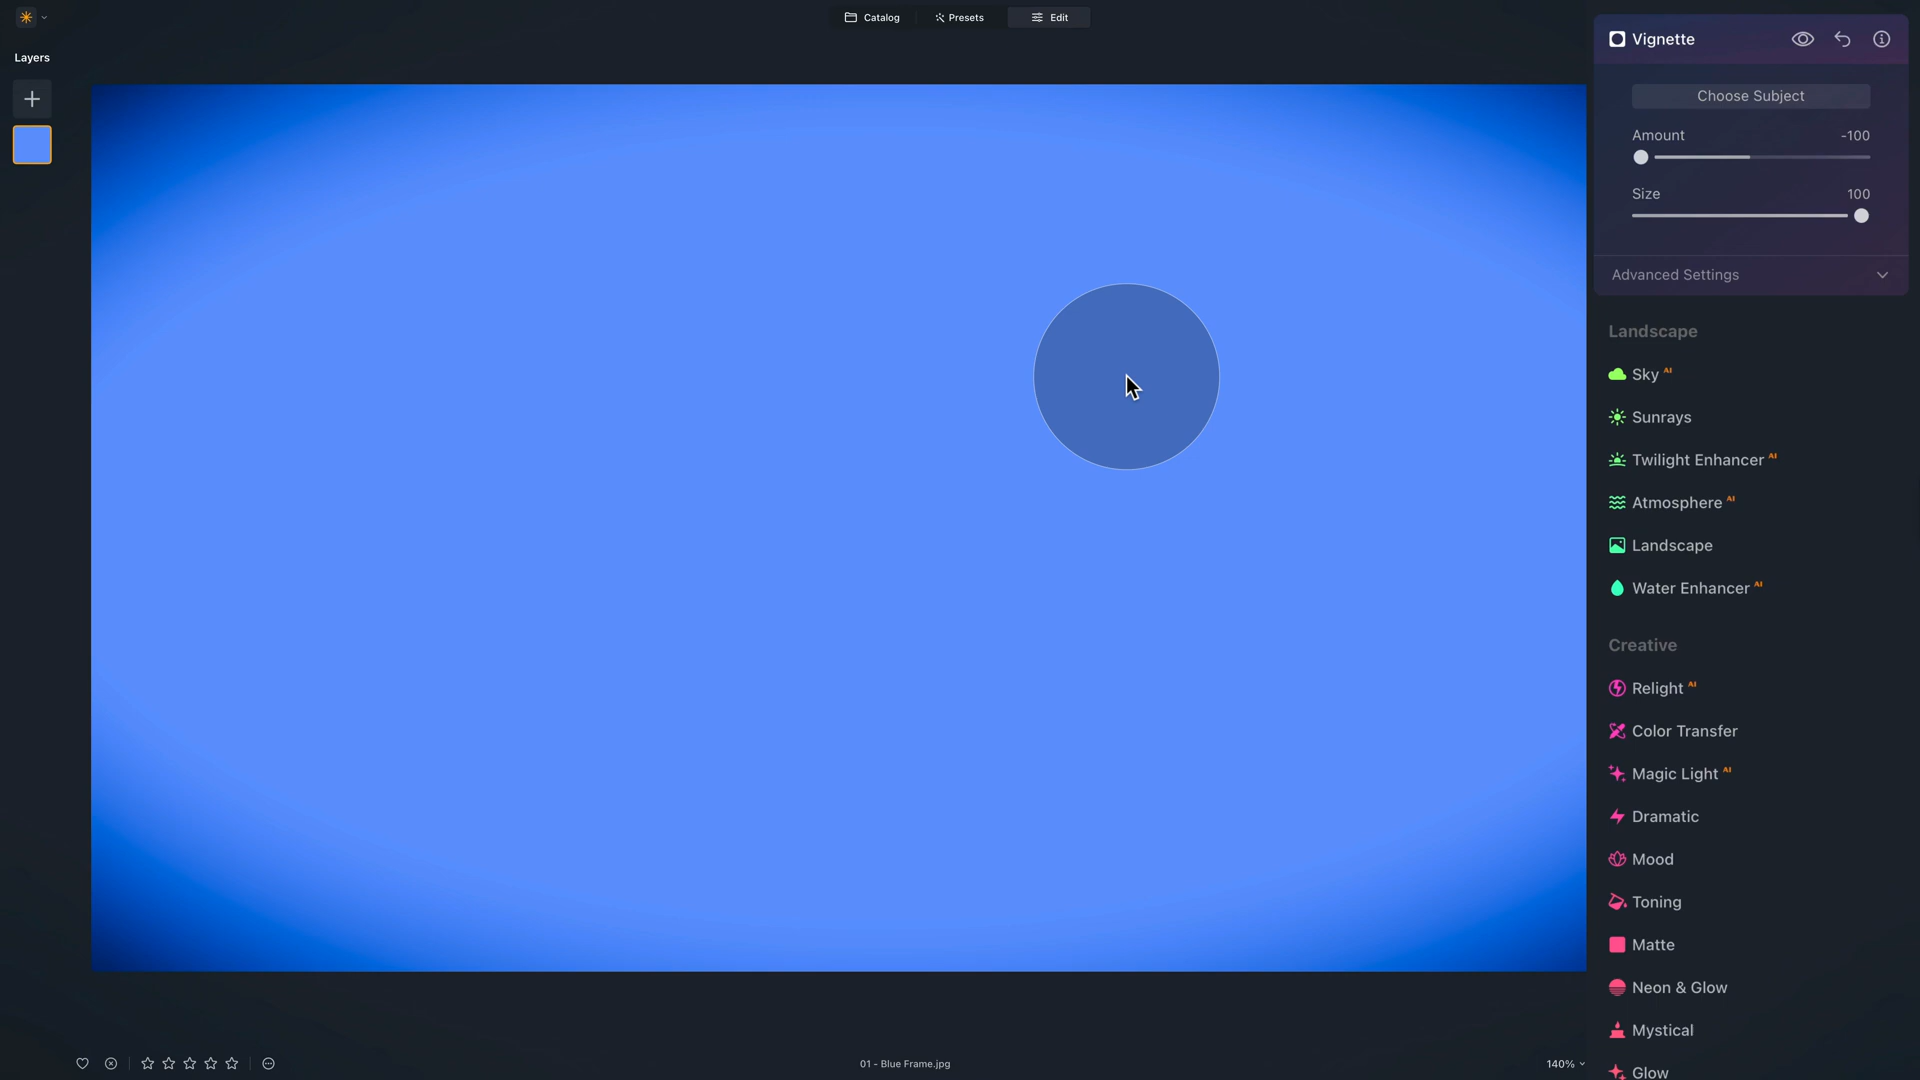 Catalog
Presets
Edit
Layers
Vignette
Choose Subject
Amount -100
Size 100
Advanced Settings
Landscape
Sky AI
Sunrays
Twilight Enhancer AI
Atmosphere AI
Landscape
Water Enhancer AI
Creative
Relight AI
Color Transfer
Magic Light AI
Dramatic
Mood
Toning
Matte
Neon & Glow
Mystical
Glow
01 - Blue Frame.jpg
140%